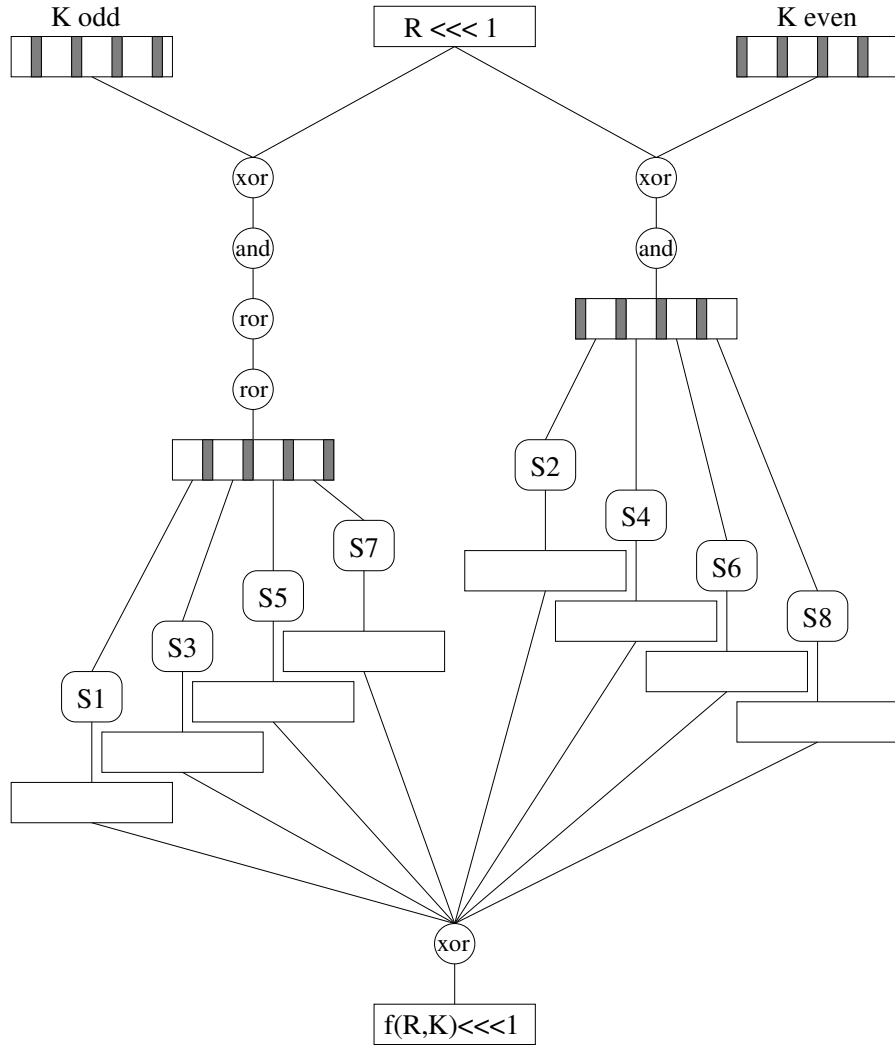 K odd
R <<< 1
K even
xor
xor
and
and
ror
ror
S2
S4
S7
S6
S5
S8
S3
S1
xor
f(R,K)<<<1